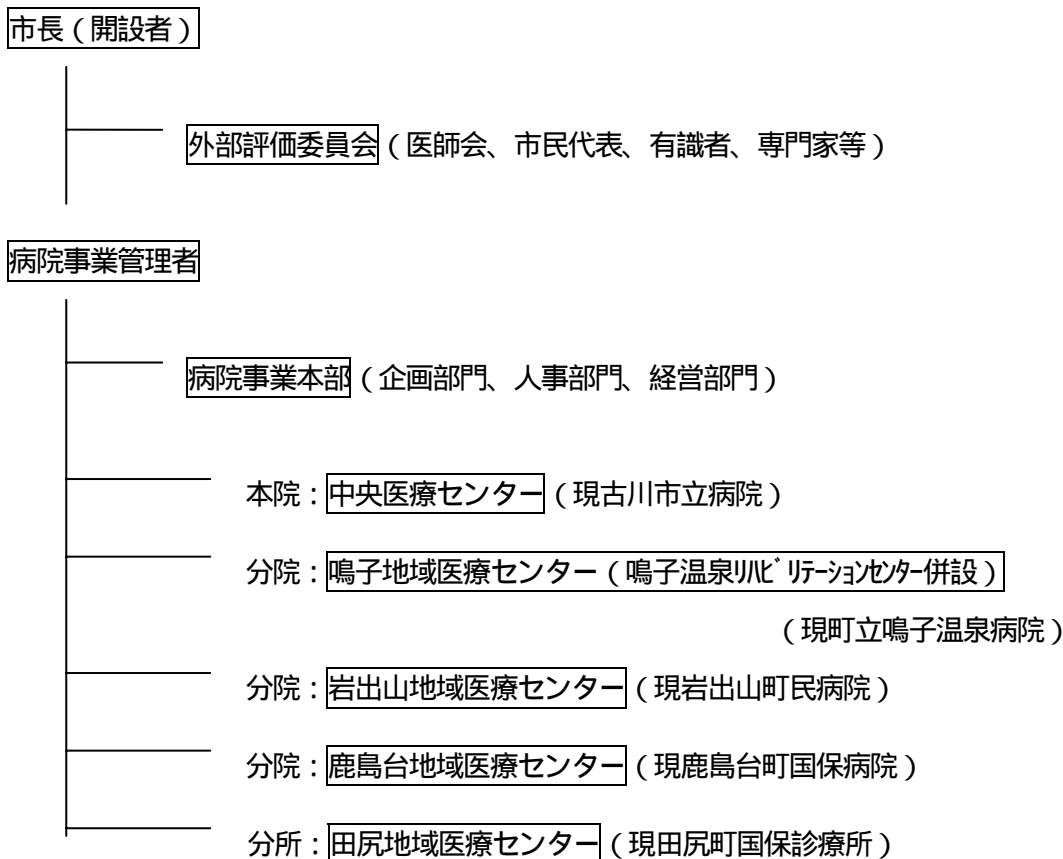 市長（開設者）
外部評価委員会（医師会、市民代表、有識者、専門家等）
病院事業管理者
病院事業本部（企画部門、人事部門、経営部門）
本院：中央医療センター（現古川市立病院）
分院：鳴子地域医療センター（鳴子温泉ﾘﾊﾋﾞﾘﾃｰｼｮﾝｾﾝﾀｰ併設）
（現町立鳴子温泉病院）
分院：岩出山地域医療センター（現岩出山町民病院）
分院：鹿島台地域医療センター（現鹿島台町国保病院）
分所：田尻地域医療センター（現田尻町国保診療所）